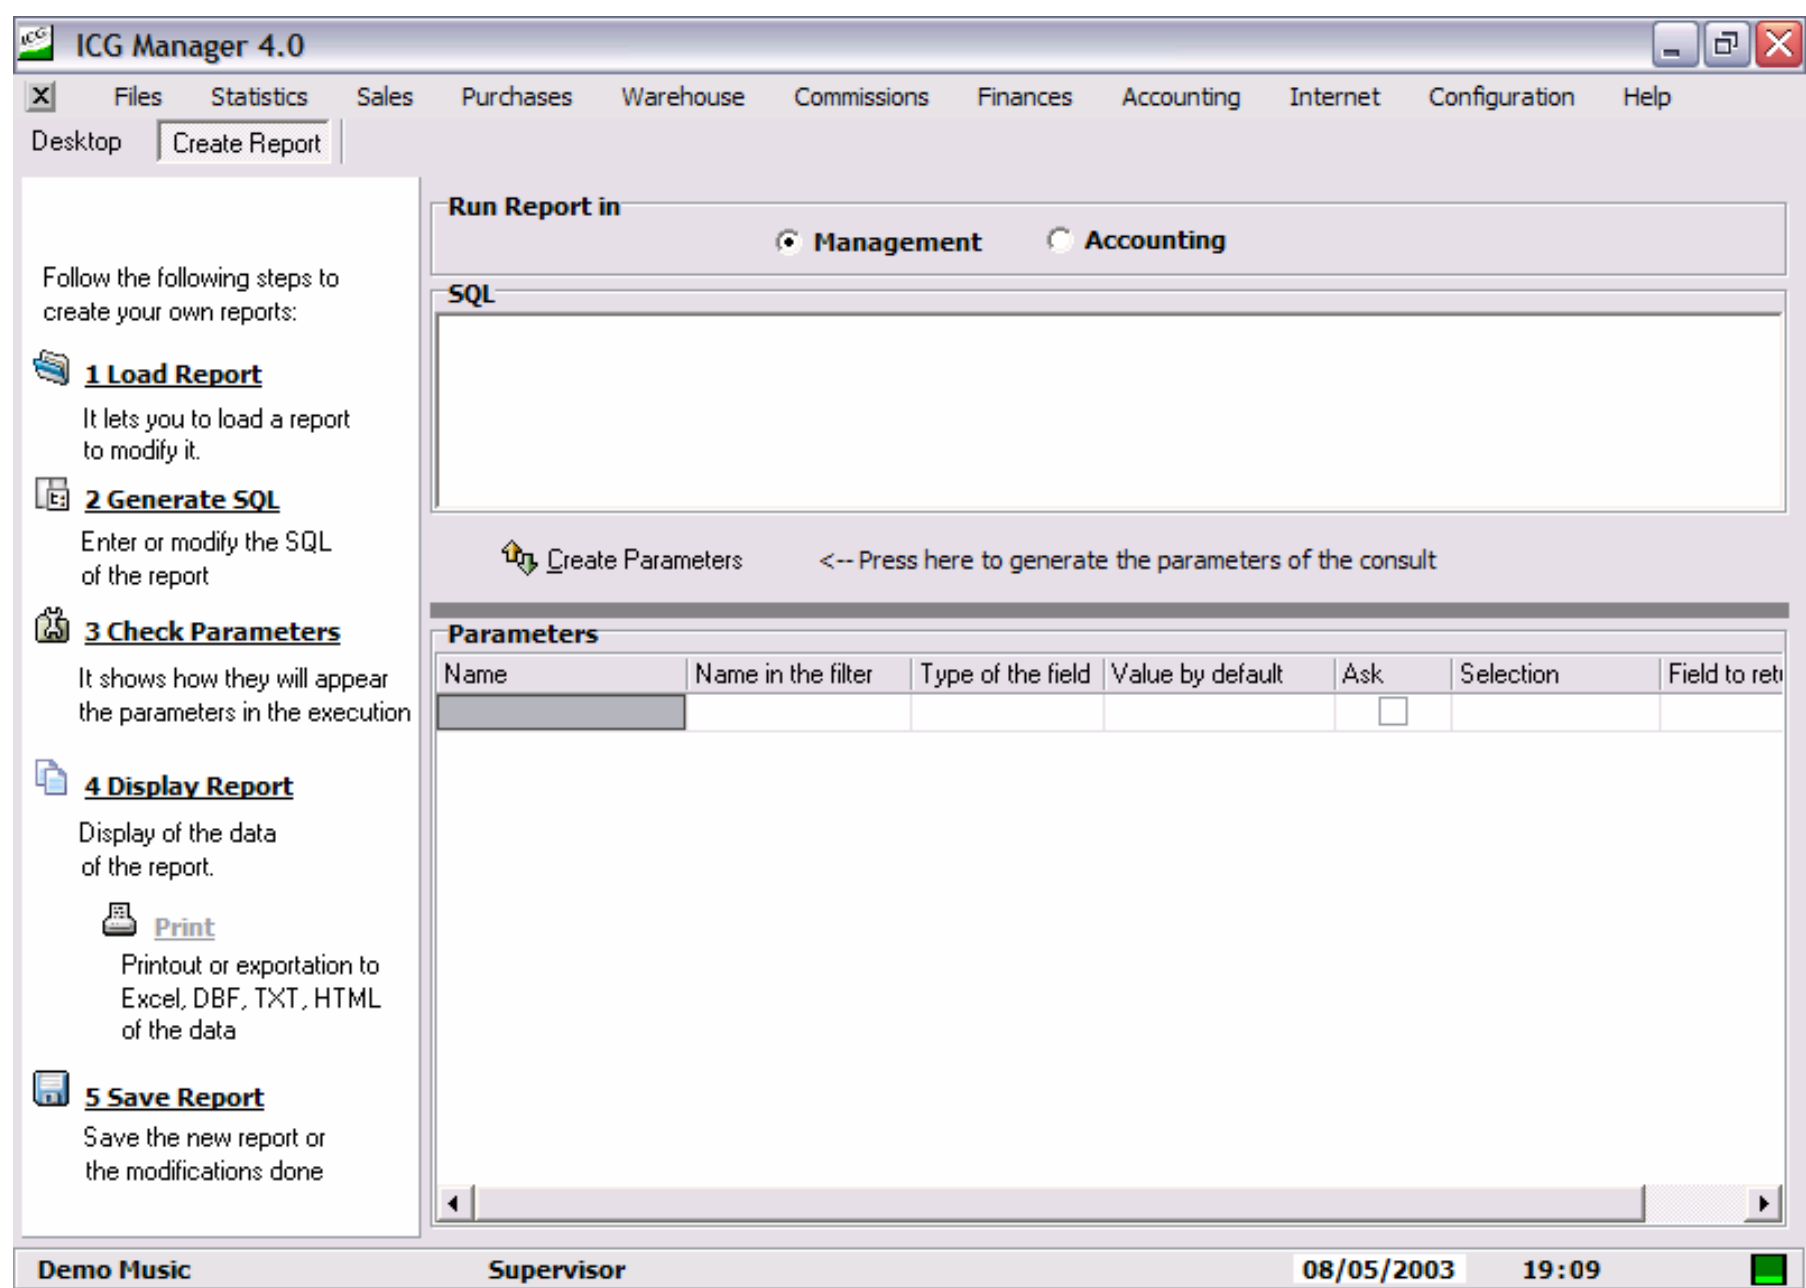 ICG
ICG Manager 4.0
X Files Statistics Sales Purchases Warehouse Commissions Finances Accounting Internet Configuration Help
Desktop Create Report
Follow the following steps to
create your own reports:
1 Load Report
It lets you to load a report
to modify it.
2 Generate SQL
Enter or modify the SQL
of the report
3 Check Parameters
It shows how they will appear
the parameters in the execution
4 Display Report
Display of the data
of the report.
Print
Printout or exportation to
Excel, DBF, TXT, HTML
of the data
5 Save Report
Save the new report or
the modifications done
Run Report in
Management Accounting
SQL
Create Parameters <-- Press here to generate the parameters of the consult
Parameters
Name Name in the filter Type of the field Value by default Ask Selection Field to retu
Demo Music Supervisor 08/05/2003 19:09